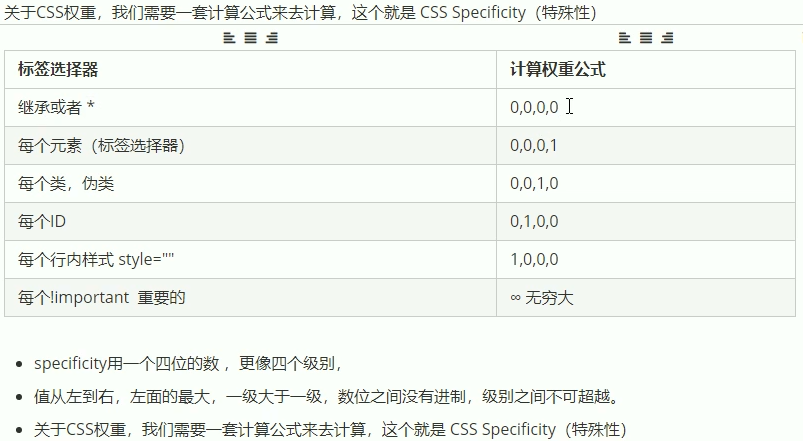 关于CSS权重，我们需要一套计算公式来去计算，这个就是 CSS Specificity（特殊性）
标签选择器 计算权重公式
继承或者 * 0,0,0,0
每个元素（标签选择器） 0,0,0,1
每个类，伪类 0,0,1,0
每个ID 0,1,0,0
每个行内样式 style="" 1,0,0,0
每个!important 重要的 ∞ 无穷大
specificity用一个四位的数 ，更像四个级别，
值从左到右，左面的最大，一级大于一级，数位之间没有进制，级别之间不可超越。
关于CSS权重，我们需要一套计算公式来去计算，这个就是 CSS Specificity（特殊性）